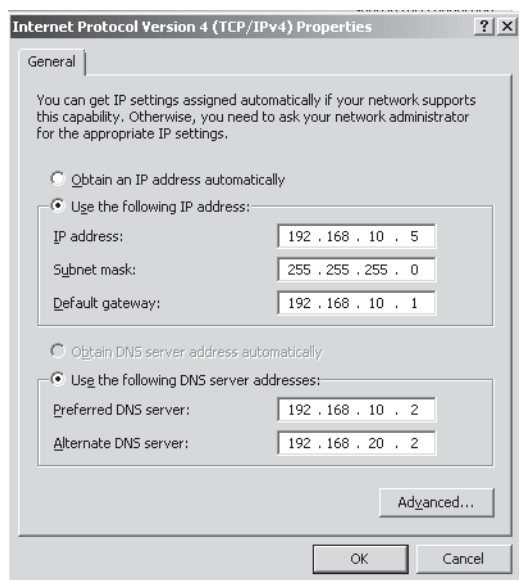 Internet Protocol Version 4 (TCP/IPv4) Properties
General
You can get IP settings assigned automatically if your network supports
this capability. Otherwise, you need to ask your network administrator
for the appropriate IP settings.
Obtain an IP address automatically
Use the following IP address:
IP address: 192 . 168 . 10 . 5
Subnet mask: 255 . 255 . 255 . 0
Default gateway: 192 . 168 . 10 . 1
Obtain DNS server address automatically
Use the following DNS server addresses:
Preferred DNS server: 192 . 168 . 10 . 2
Alternate DNS server: 192 . 168 . 20 . 2
Advanced...
OK Cancel